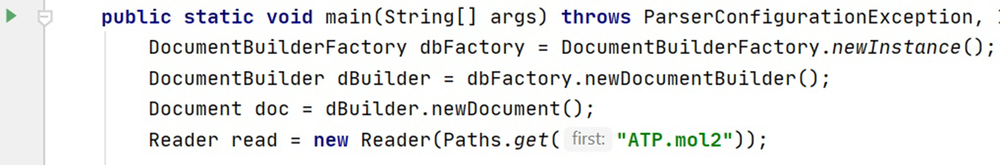 public static void main(String[] args) throws ParserConfigurationException,
DocumentBuilderFactory dbFactory = DocumentBuilderFactory.newInstance();
DocumentBuilder dBuilder = dbFactory.newDocumentBuilder();
Document doc = dBuilder.newDocument();
Reader read = new Reader(Paths.get( first: "ATP.mol2"));